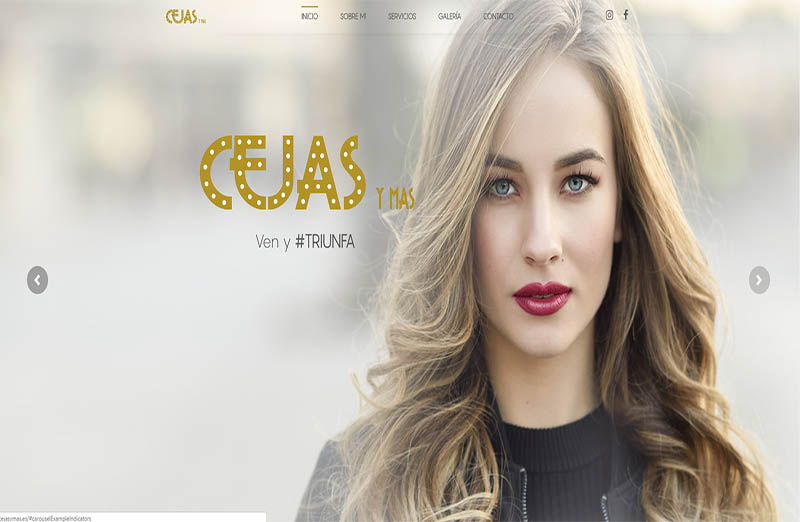 CEJAS Y MAS
INICIO SOBRE MI SERVICIOS GALERÍA CONTACTO
CEJAS Y MAS
Ven y #TRIUNFA
cejasymas.es/#carouselExampleIndicators